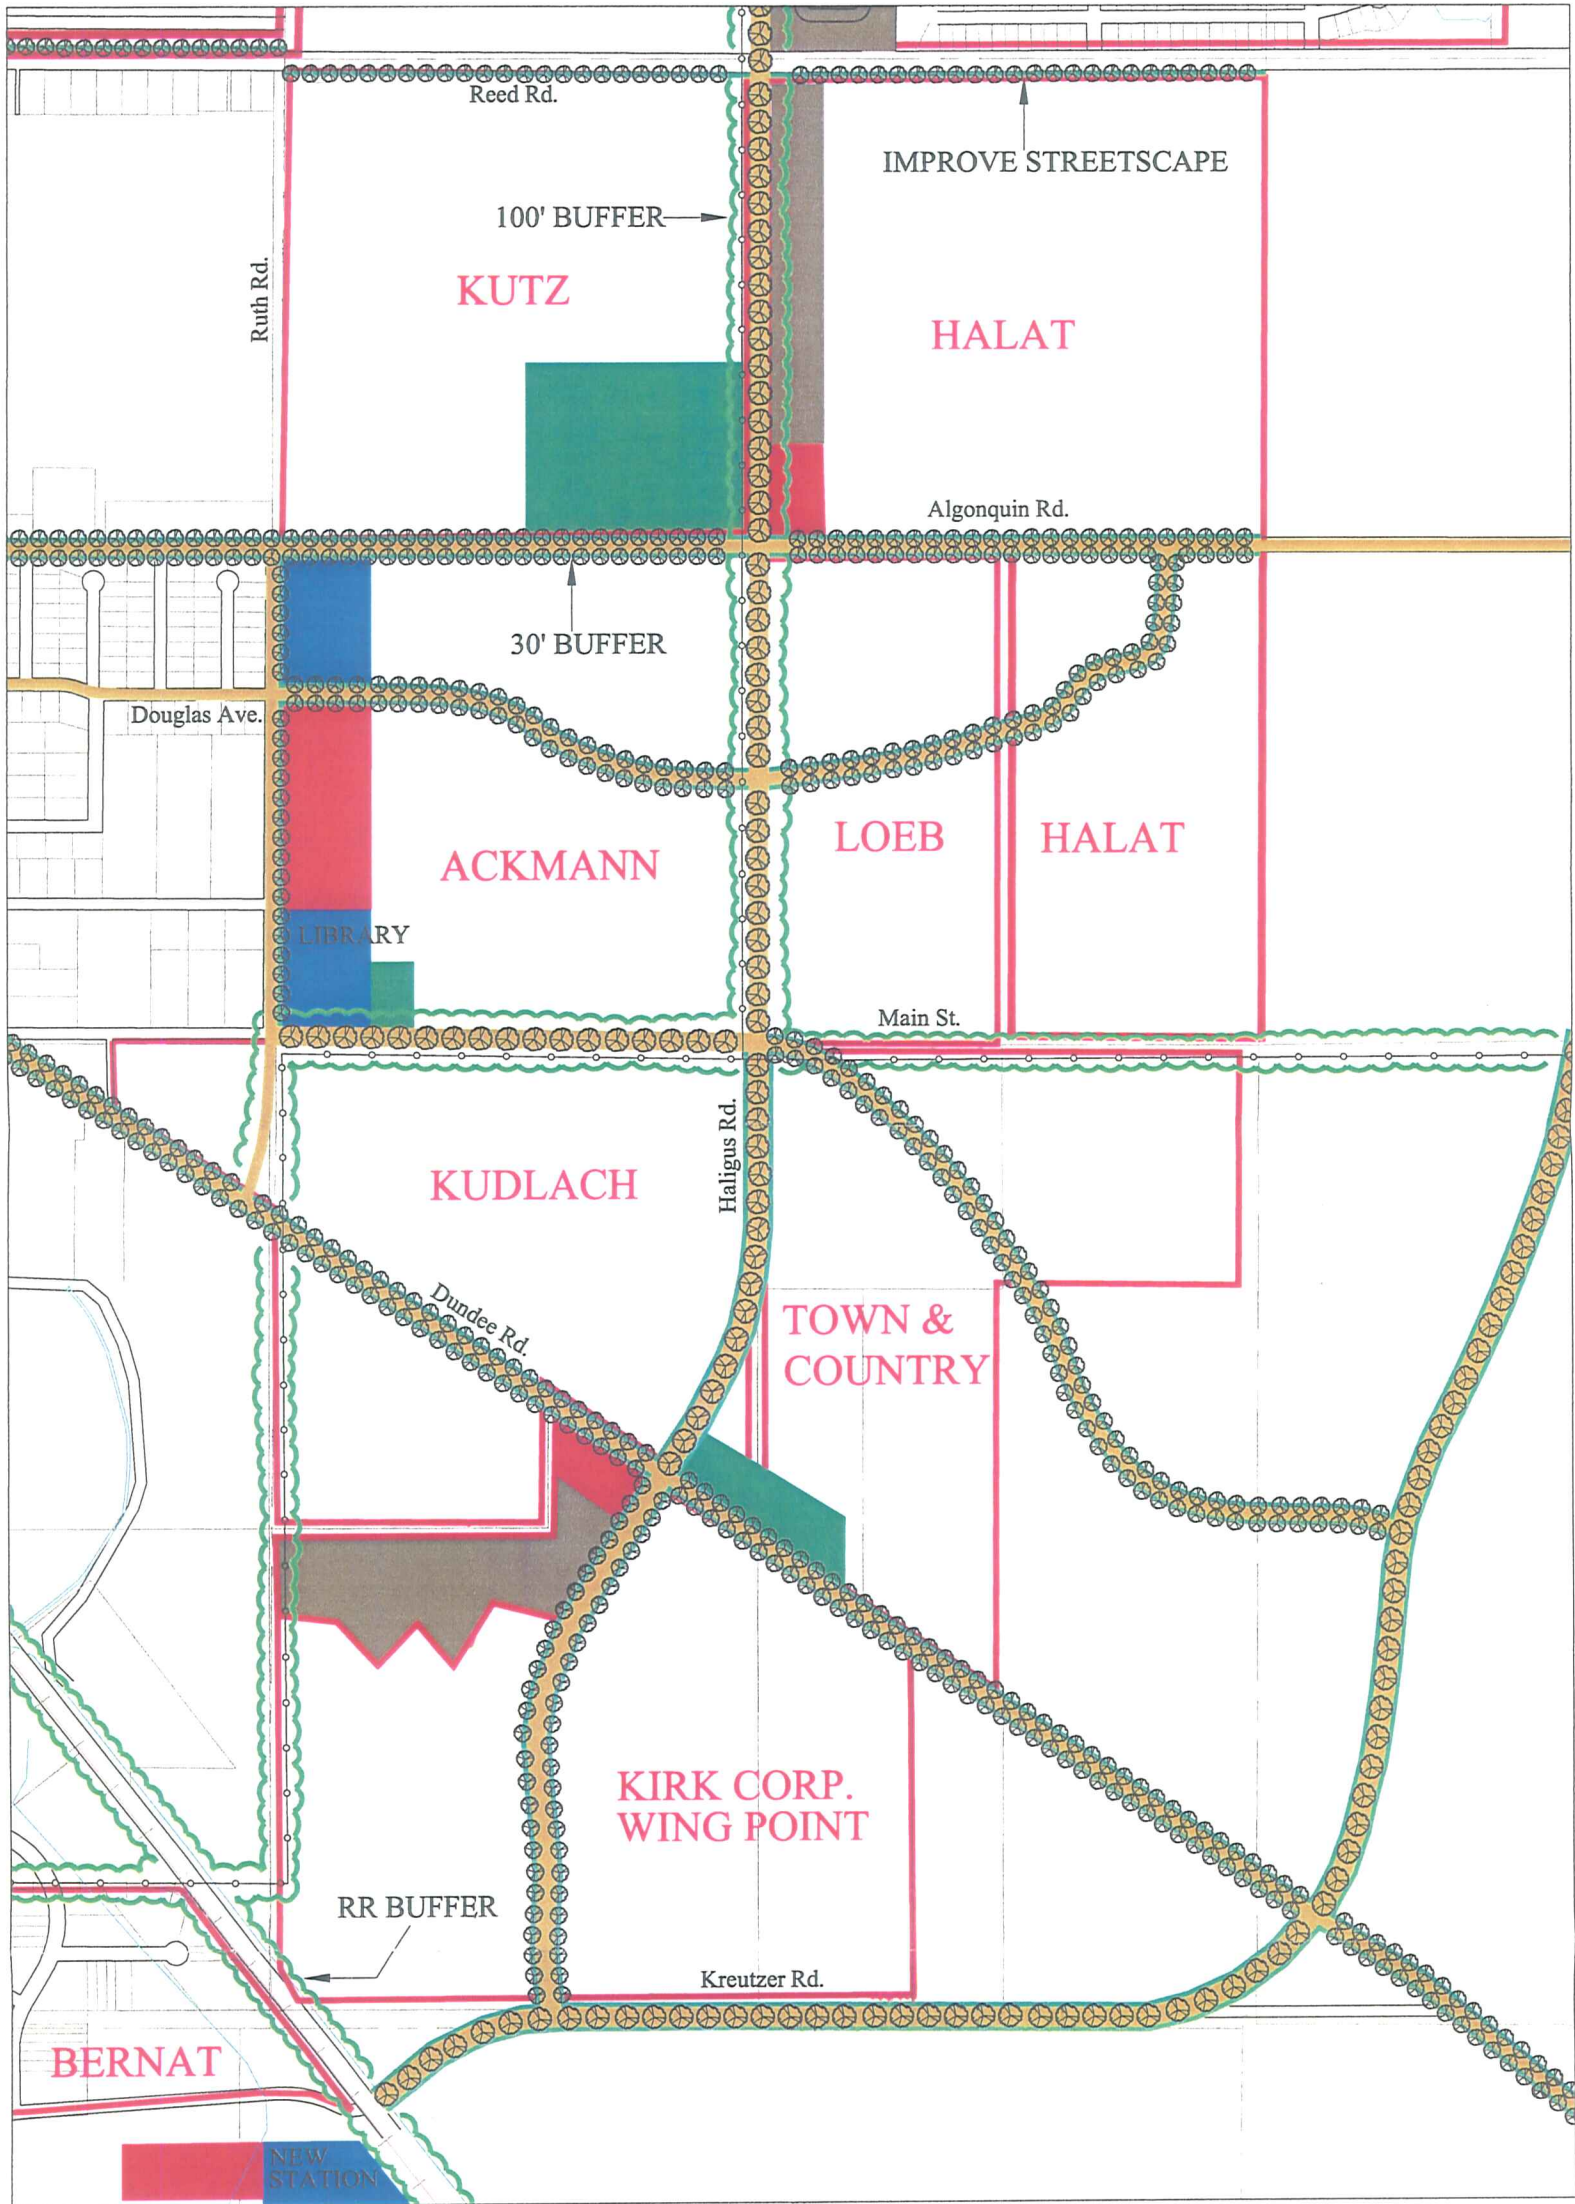 Reed Rd.
IMPROVE STREETSCAPE
100' BUFFER
Ruth Rd.
KUTZ
HALAT
Algonquin Rd.
30' BUFFER
Douglas Ave.
LOEB
HALAT
ACKMANN
LIBRARY
Main St.
Haligus Rd.
KUDLACH
Dundee Rd.
TOWN &
COUNTRY
KIRK CORP.
WING POINT
RR BUFFER
Kreutzer Rd.
BERNAT
NEW
STATION